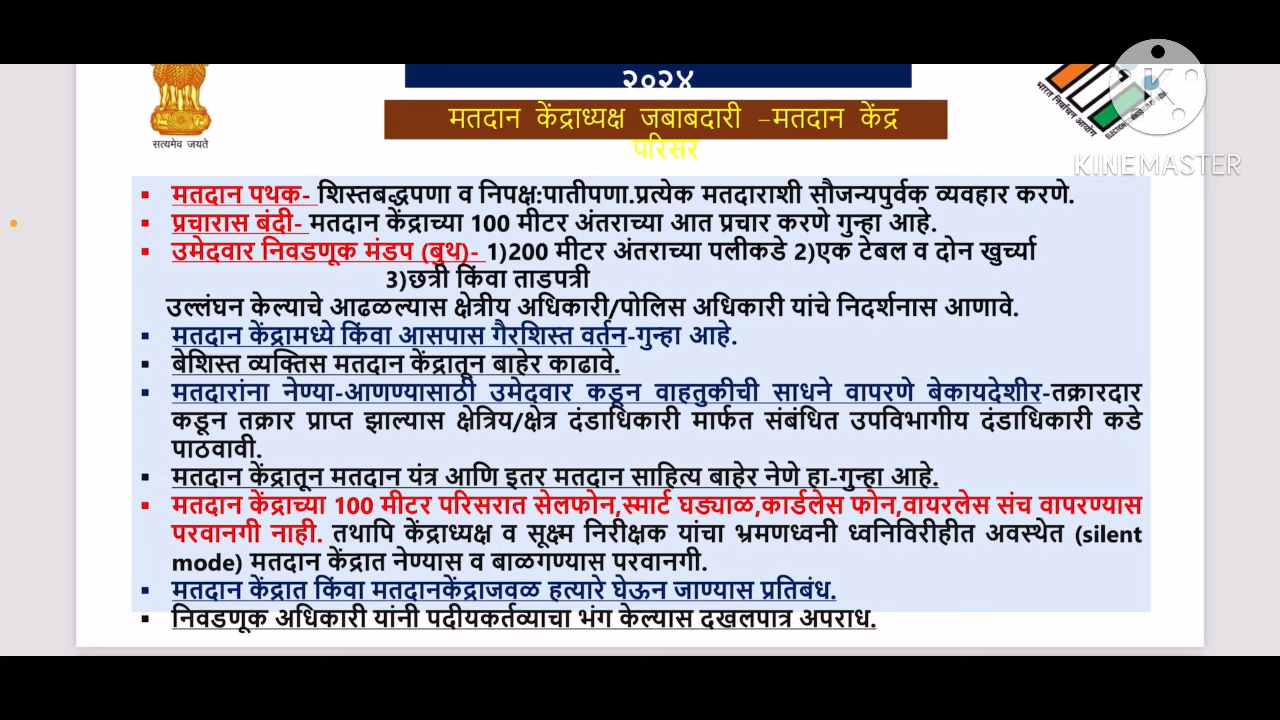 २०२४
मतदान केंद्राध्यक्ष जबाबदारी –मतदान केंद्र
परिसर
सत्यमेव जयते
भारत निर्वाचन आयोग
KINEMASTER
▪ मतदान पथक- शिस्तबद्धपणा व निपक्ष:पातीपणा.प्रत्येक मतदाराशी सौजन्यपुर्वक व्यवहार करणे.
▪ प्रचारास बंदी- मतदान केंद्राच्या 100 मीटर अंतराच्या आत प्रचार करणे गुन्हा आहे.
▪ उमेदवार निवडणूक मंडप (बुथ)- 1)200 मीटर अंतराच्या पलीकडे 2)एक टेबल व दोन खुर्च्या
3)छत्री किंवा ताडपत्री
उल्लंघन केल्याचे आढळल्यास क्षेत्रीय अधिकारी/पोलिस अधिकारी यांचे निदर्शनास आणावे.
▪ मतदान केंद्रामध्ये किंवा आसपास गैरशिस्त वर्तन-गुन्हा आहे.
▪ बेशिस्त व्यक्तिस मतदान केंद्रातून बाहेर काढावे.
▪ मतदारांना नेण्या-आणण्यासाठी उमेदवार कडून वाहतुकीची साधने वापरणे बेकायदेशीर-तक्रारदार
कडून तक्रार प्राप्त झाल्यास क्षेत्रिय/क्षेत्र दंडाधिकारी मार्फत संबंधित उपविभागीय दंडाधिकारी कडे
पाठवावी.
▪ मतदान केंद्रातून मतदान यंत्र आणि इतर मतदान साहित्य बाहेर नेणे हा-गुन्हा आहे.
▪ मतदान केंद्राच्या 100 मीटर परिसरात सेलफोन,स्मार्ट घड्याळ,कार्डलेस फोन,वायरलेस संच वापरण्यास
परवानगी नाही. तथापि केंद्राध्यक्ष व सूक्ष्म निरीक्षक यांचा भ्रमणध्वनी ध्वनिविरीहीत अवस्थेत (silent
mode) मतदान केंद्रात नेण्यास व बाळगण्यास परवानगी.
▪ मतदान केंद्रात किंवा मतदानकेंद्राजवळ हत्यारे घेऊन जाण्यास प्रतिबंध.
▪ निवडणूक अधिकारी यांनी पदीयकर्तव्याचा भंग केल्यास दखलपात्र अपराध.